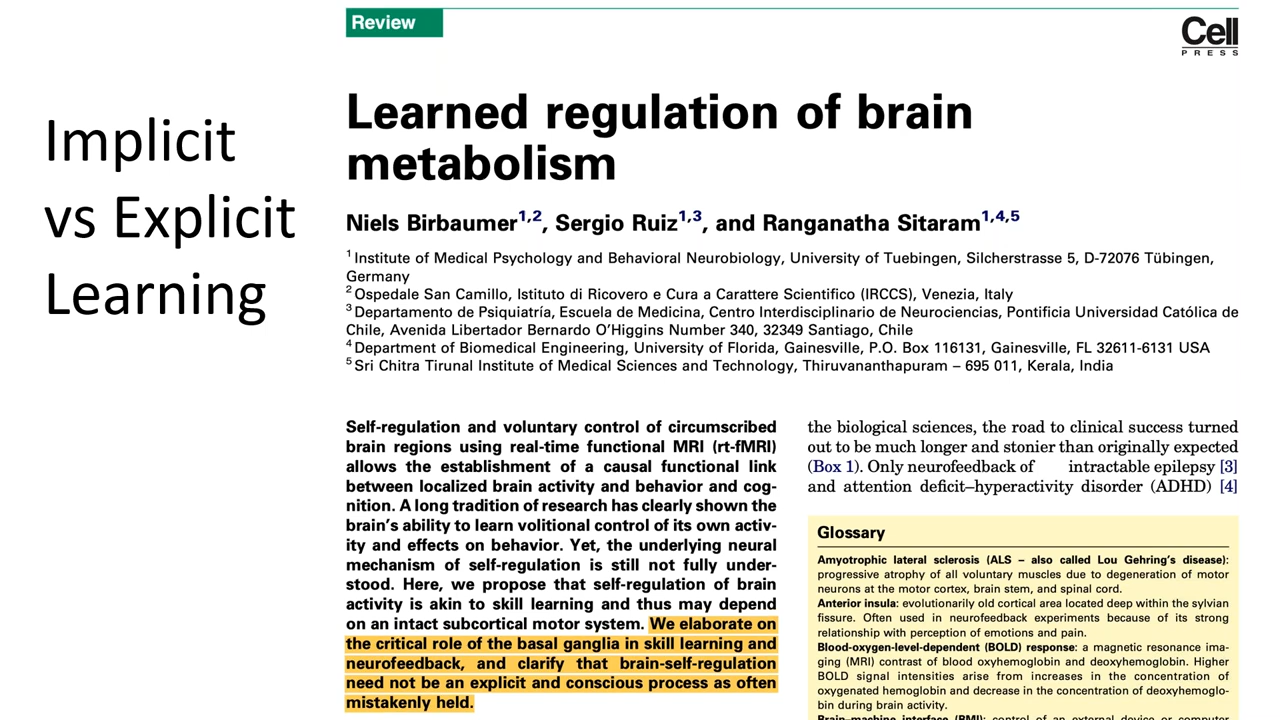 Implicit
vs Explicit
Learning
Review
Cell
PRESS
Learned regulation of brain
metabolism
Niels Birbaumer1,2, Sergio Ruiz1,3, and Ranganatha Sitaram1,4,5
1 Institute of Medical Psychology and Behavioral Neurobiology, University of Tuebingen, Silcherstrasse 5, D-72076 Tübingen,
Germany
2 Ospedale San Camillo, Istituto di Ricovero e Cura a Carattere Scientifico (IRCCS), Venezia, Italy
3 Departamento de Psiquiatría, Escuela de Medicina, Centro Interdisciplinario de Neurociencias, Pontificia Universidad Católica de
Chile, Avenida Libertador Bernardo O'Higgins Number 340, 32349 Santiago, Chile
4 Department of Biomedical Engineering, University of Florida, Gainesville, P.O. Box 116131, Gainesville, FL 32611-6131 USA
5 Sri Chitra Tirunal Institute of Medical Sciences and Technology, Thiruvananthapuram – 695 011, Kerala, India
Self-regulation and voluntary control of circumscribed
brain regions using real-time functional MRI (rt-fMRI)
allows the establishment of a causal functional link
between localized brain activity and behavior and cog-
nition. A long tradition of research has clearly shown the
brain's ability to learn volitional control of its own activ-
ity and effects on behavior. Yet, the underlying neural
mechanism of self-regulation is still not fully under-
stood. Here, we propose that self-regulation of brain
activity is akin to skill learning and thus may depend
on an intact subcortical motor system. We elaborate on
the critical role of the basal ganglia in skill learning and
neurofeedback, and clarify that brain-self-regulation
need not be an explicit and conscious process as often
mistakenly held.
the biological sciences, the road to clinical success turned
out to be much longer and stonier than originally expected
(Box 1). Only neurofeedback of intractable epilepsy [3]
and attention deficit–hyperactivity disorder (ADHD) [4]
Glossary
Amyotrophic lateral sclerosis (ALS – also called Lou Gehring's disease):
progressive atrophy of all voluntary muscles due to degeneration of motor
neurons at the motor cortex, brain stem, and spinal cord.
Anterior insula: evolutionarily old cortical area located deep within the sylvian
fissure. Often used in neurofeedback experiments because of its strong
relationship with perception of emotions and pain.
Blood-oxygen-level-dependent (BOLD) response: a magnetic resonance ima-
ging (MRI) contrast of blood oxyhemoglobin and deoxyhemoglobin. Higher
BOLD signal intensities arise from increases in the concentration of
oxygenated hemoglobin and decrease in the concentration of deoxyhemoglo-
bin during brain activity.
Brain–machine interface (BMI): control of an external device or computer